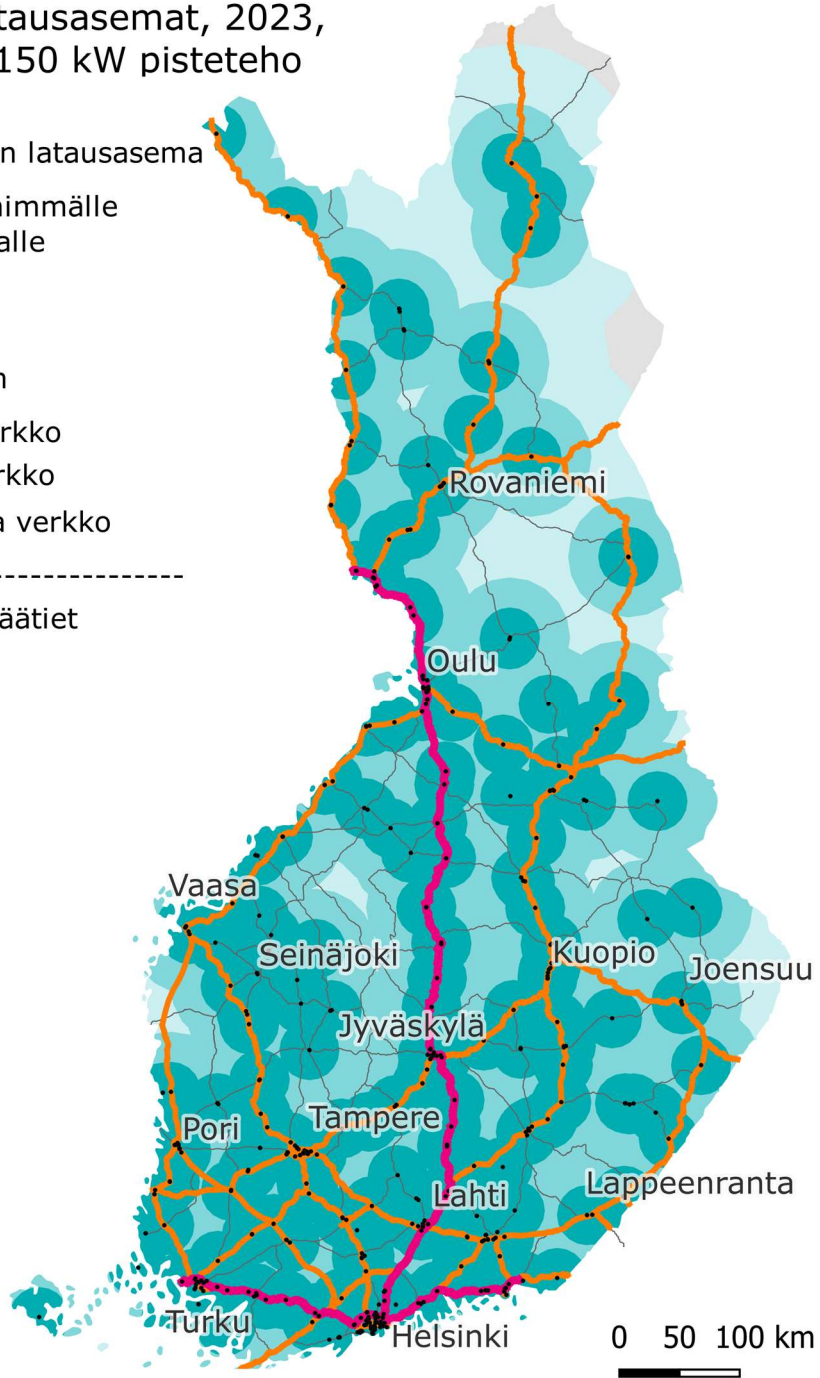 tausasemat, 2023,
150 kW pisteteho
n latausasema
immälle
alle
n
rkko
rkko
a verkko
---------------
äätiet
Rovaniemi
Oulu
Vaasa
Seinäjoki
Kuopio
Joensuu
Jyväskylä
Tampere
Pori
Lahti
Lappeenranta
Turku
Helsinki
0 50 100 km